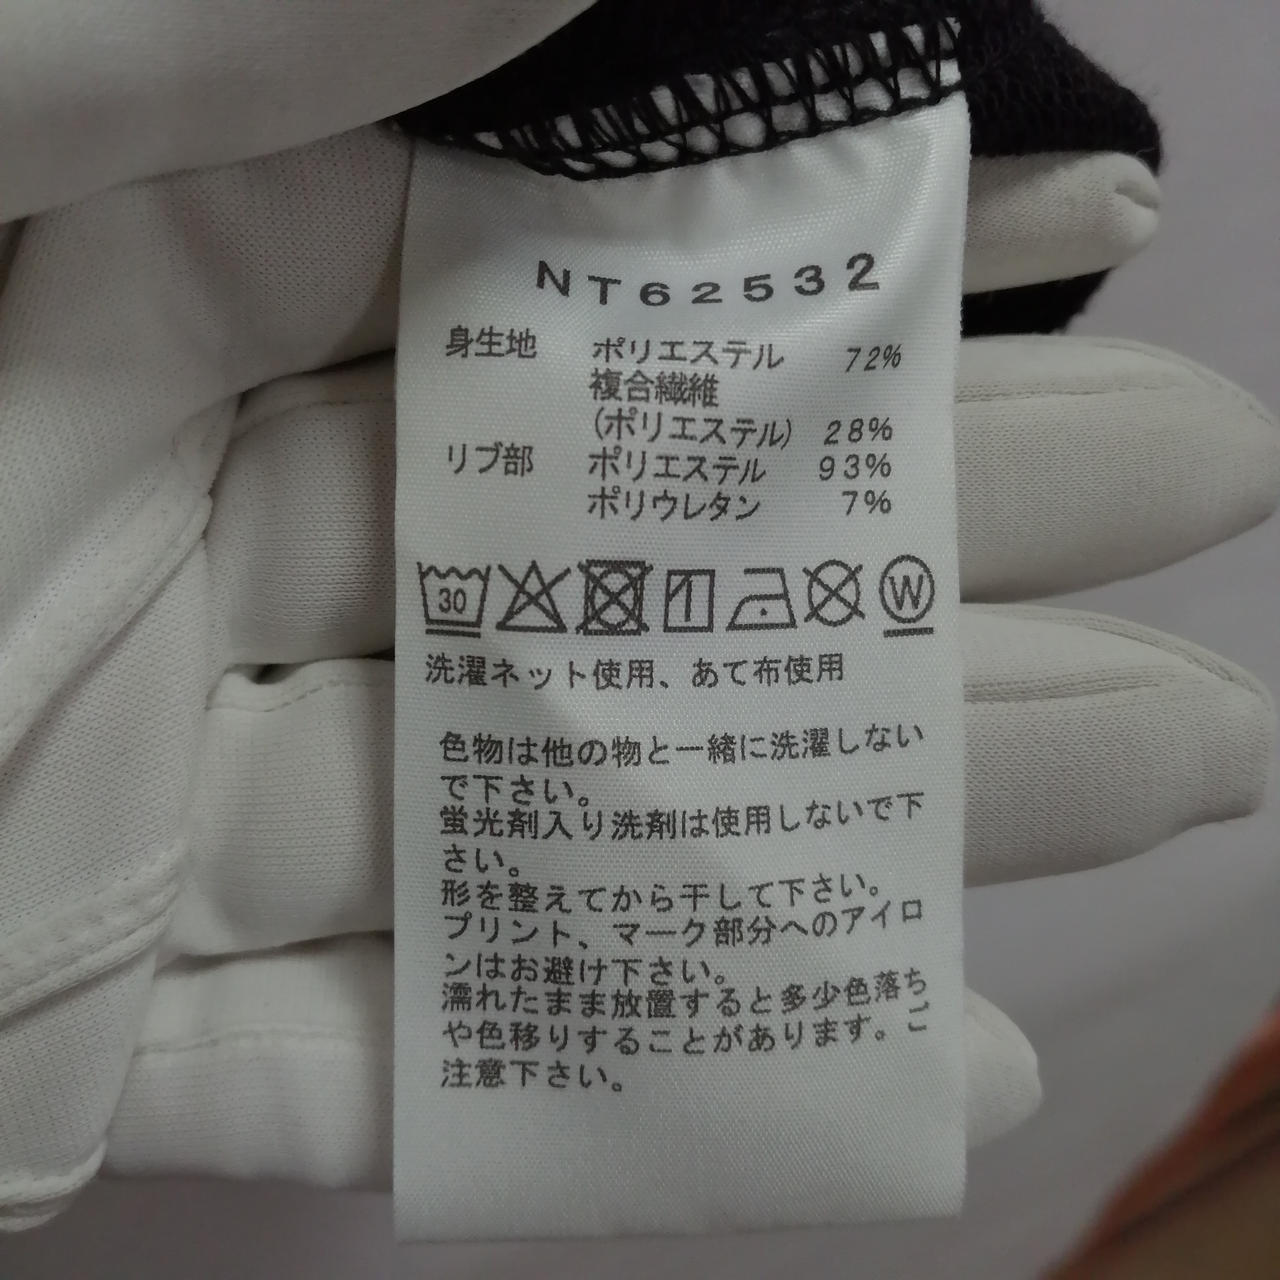 NT62532
身生地 ポリエステル 72%
複合繊維
(ポリエステル) 28%
リブ部 ポリエステル 93%
ポリウレタン 7%
30 W
洗濯ネット使用、あて布使用
色物は他の物と一緒に洗濯しない
で下さい。
蛍光剤入り洗剤は使用しないで下
さい。
形を整えてから干して下さい。
プリント、マーク部分へのアイロ
ンはお避け下さい。
濡れたまま放置すると多少色落ち
や色移りすることがあります。ご
注意下さい。